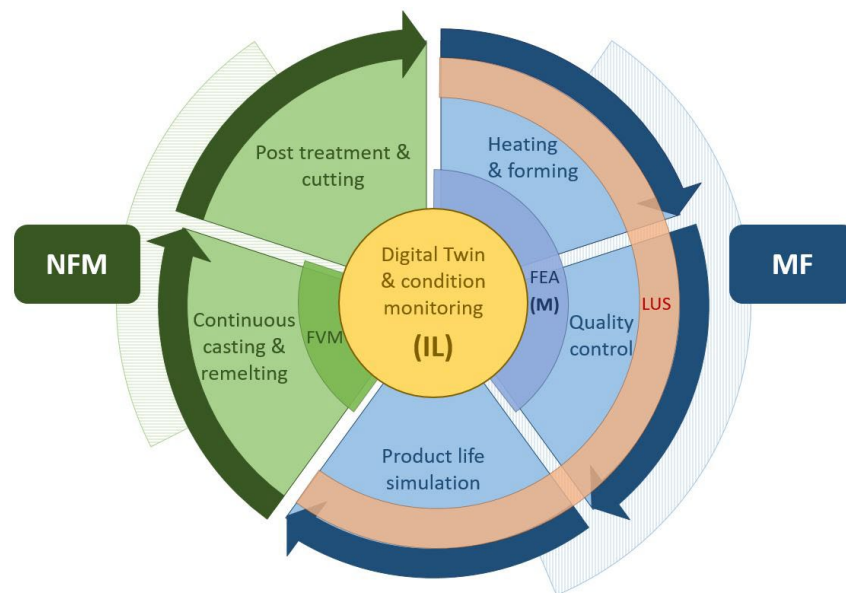 Post treatment &
cutting
Heating
& forming
NFM
Digital Twin
& condition
monitoring
(IL)
FEA
(M)
MF
Continuous
casting &
remelting
FVM
LUS
Quality
control
Product life
simulation